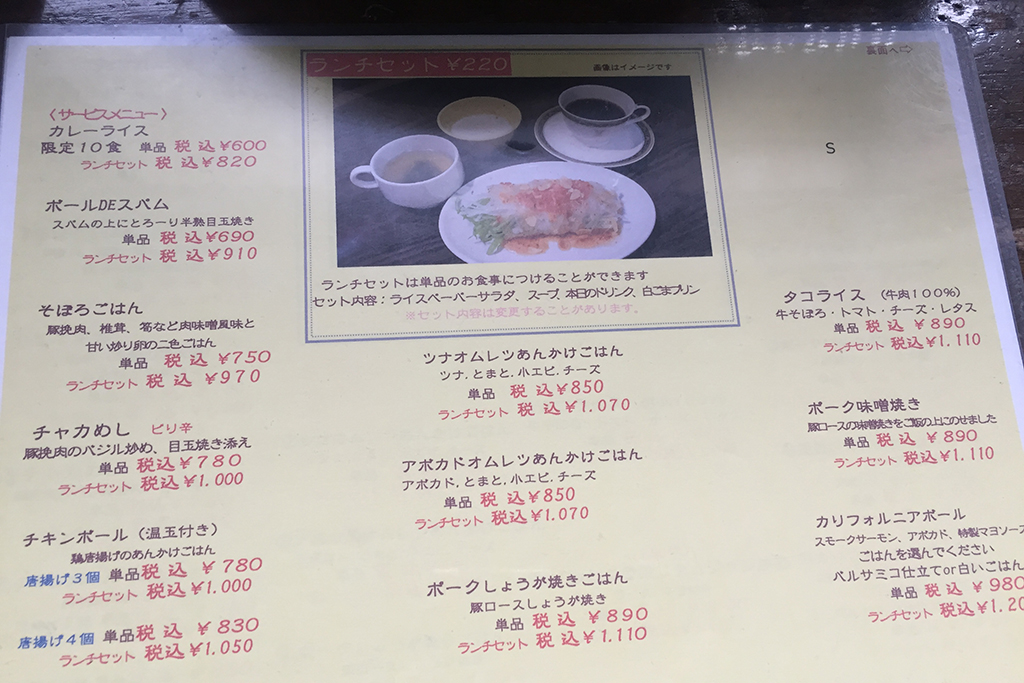 裏面へ⇨
〈サービスメニュー〉
カレーライス
限定10食 単品 税込¥600
ランチセット 税込¥820
ボールDEスパム
スパムの上にとろーり半熟目玉焼き
単品 税込¥690
ランチセット 税込¥910
そぼろごはん
豚挽肉、椎茸、筍など肉味噌風味と
甘い炒り卵の二色ごはん
単品 税込¥750
ランチセット 税込¥970
チャカめし ピリ辛
豚挽肉のバジル炒め、目玉焼き添え
単品 税込¥780
ランチセット 税込¥1.000
チキンボール(温玉付き)
鶏唐揚げのあんかけごはん
唐揚げ3個 単品税込¥780
ランチセット 税込¥1.000
唐揚げ4個 単品税込¥830
ランチセット 税込¥1.050
ランチセット ¥220
画像はイメージです
ランチセットは単品のお食事につけることができます
セット内容:ライスペーパーサラダ、スープ、本日のドリンク、白ごまプリン
※セット内容は変更することがあります。
ツナオムレツあんかけごはん
ツナ.とまと.小エビ.チーズ
単品 税込¥850
ランチセット 税込¥1.070
アボカドオムレツあんかけごはん
アボカド.とまと.小エビ.チーズ
単品 税込¥850
ランチセット 税込¥1.070
ポークしょうが焼きごはん
豚ロースしょうが焼き
単品 税込¥890
ランチセット 税込¥1.110
S
タコライス (牛肉100%)
牛そぼろ・トマト・チーズ・レタス
単品 税込¥890
ランチセット 税込¥1.110
ポーク味噌焼き
豚ロースの味噌焼きをご飯の上にのせました
単品 税込¥890
ランチセット 税込¥1.110
カリフォルニアボール
スモークサーモン、アボカド、特製マヨソース
ごはんを選んでください
バルサミコ仕立てor白いごはん
単品 税込¥980
ランチセット 税込¥1.20